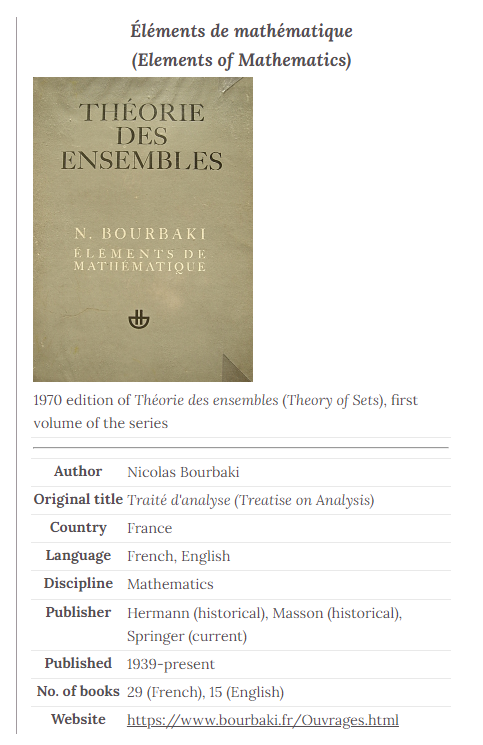 Éléments de mathématique
(Elements of Mathematics)
THÉORIE
DES
ENSEMBLES
N. BOURBAKI
ÉLÉMENTS DE
MATHÉMATIQUE
1970 edition of Théorie des ensembles (Theory of Sets), first
volume of the series
Author Nicolas Bourbaki
Original title Traité d'analyse (Treatise on Analysis)
Country France
Language French, English
Discipline Mathematics
Publisher Hermann (historical), Masson (historical),
Springer (current)
Published 1939–present
No. of books 29 (French), 15 (English)
Website https://www.bourbaki.fr/Ouvrages.html